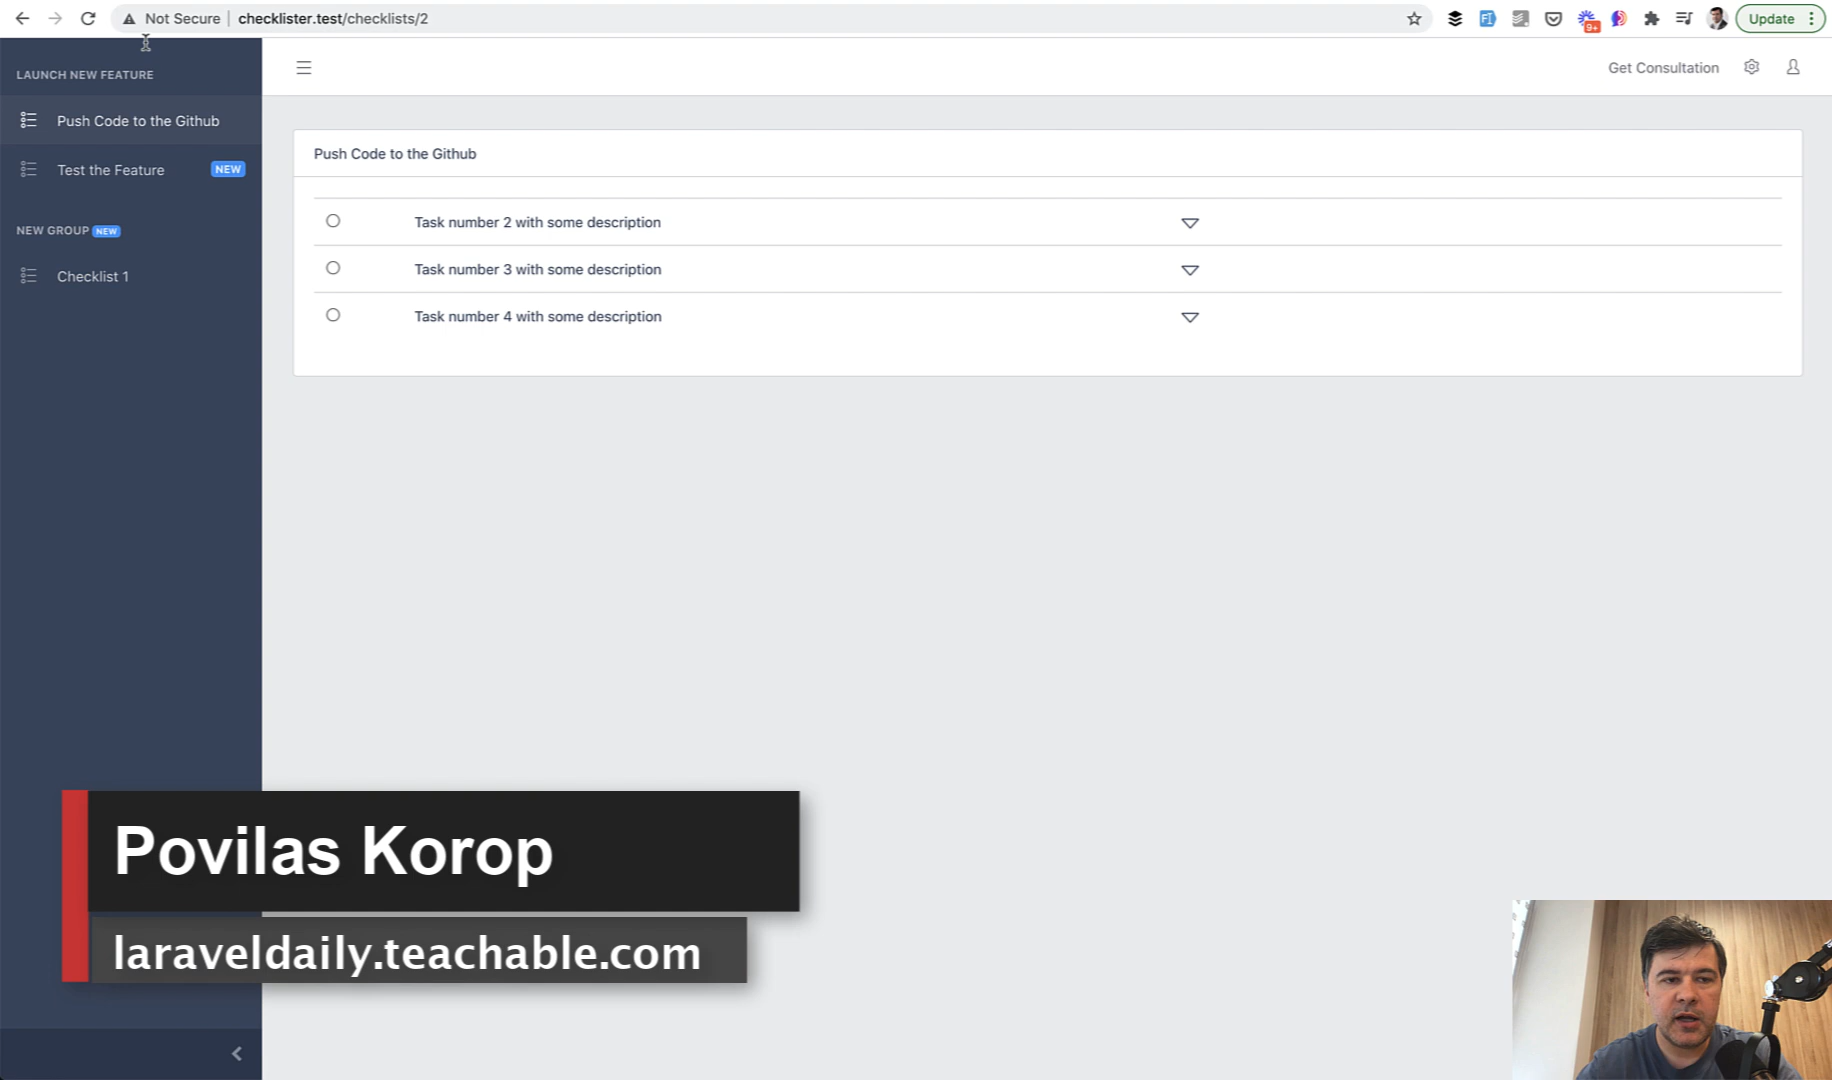 Not Secure
checklister.test/checklists/2
9+
Update
LAUNCH NEW FEATURE
Get Consultation
Push Code to the Github
Test the Feature NEW
NEW GROUP NEW
Checklist 1
Push Code to the Github
Task number 2 with some description
Task number 3 with some description
Task number 4 with some description
Povilas Korop
laraveldaily.teachable.com